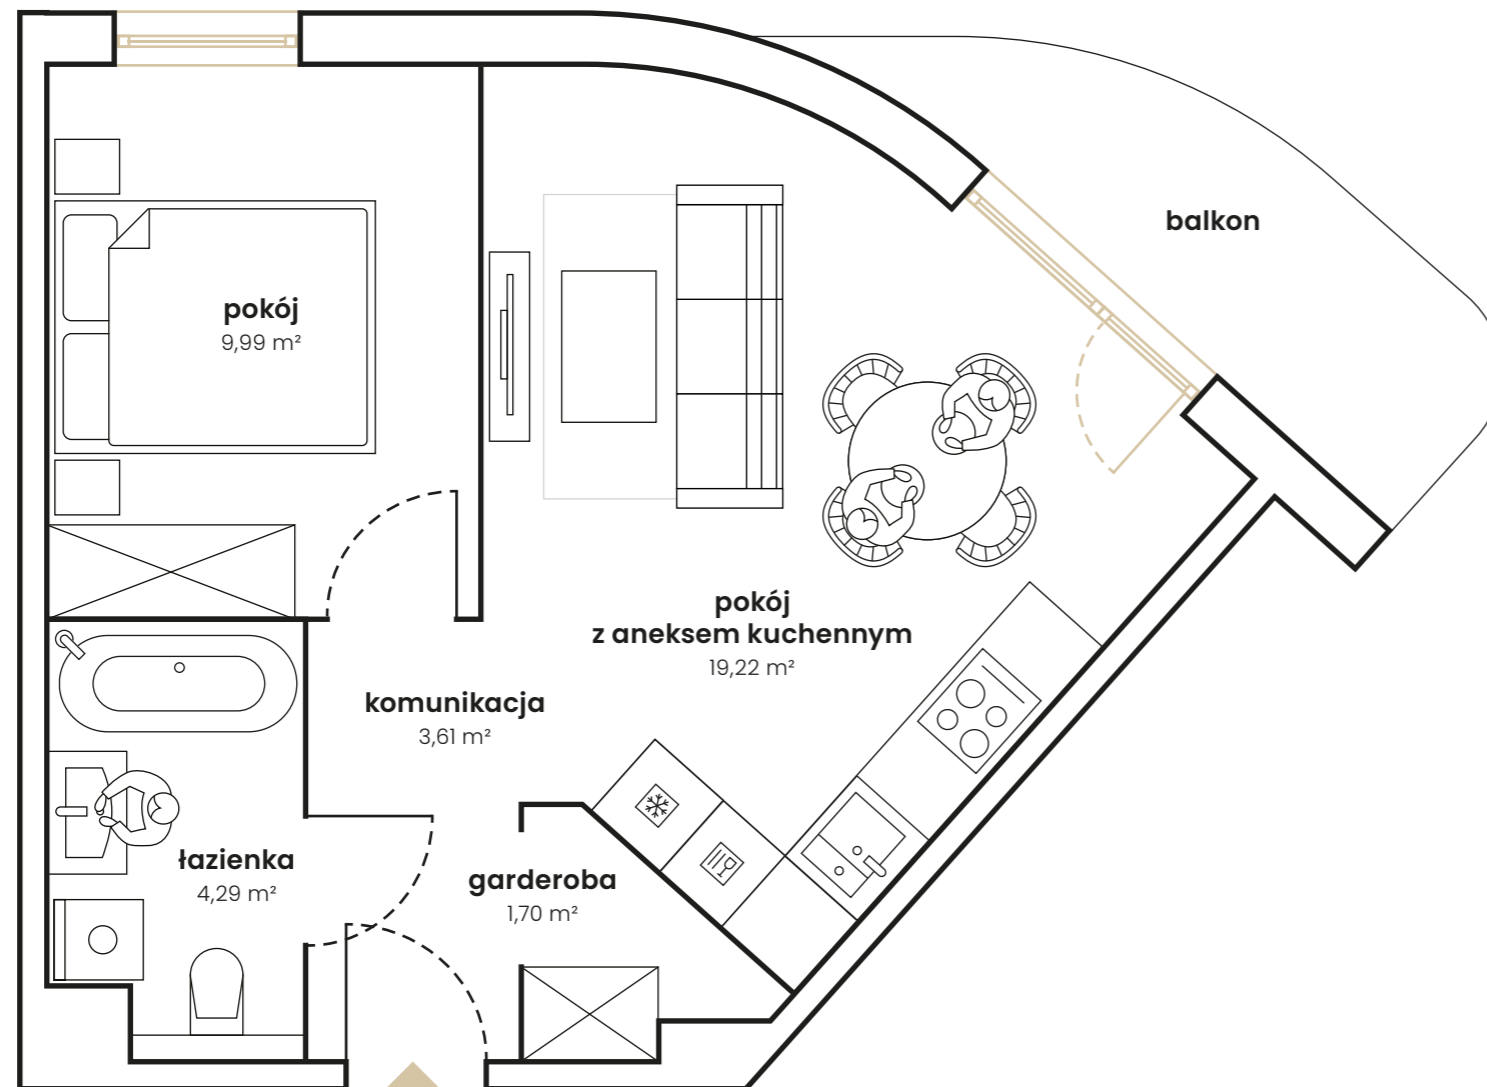 balkon
pokój
9,99 m²
pokój
z aneksem kuchennym
19,22 m²
komunikacja
3,61 m²
łazienka
4,29 m²
garderoba
1,70 m²